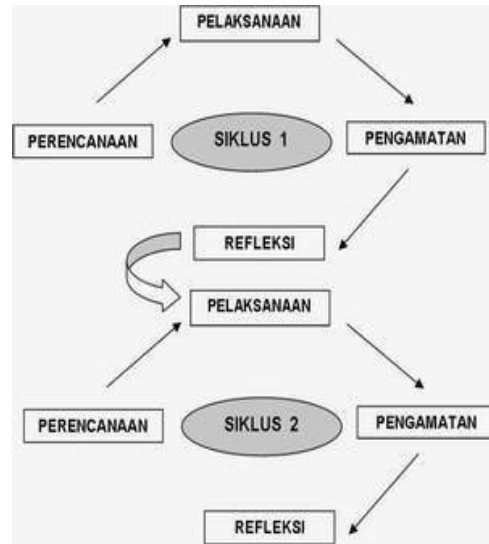 PELAKSANAAN
PERENCANAAN
SIKLUS 1
PENGAMATAN
REFLEKSI
PELAKSANAAN
PERENCANAAN
SIKLUS 2
PENGAMATAN
REFLEKSI